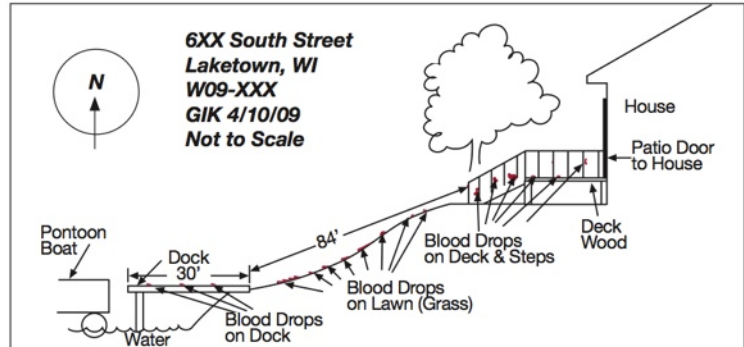 6XX South Street
Laketown, WI
W09-XXX
GIK 4/10/09
Not to Scale
N
House
Patio Door
to House
Deck
Wood
Blood Drops
on Deck & Steps
84'
Pontoon
Boat
Dock
30'
Blood Drops
on Lawn (Grass)
Blood Drops
on Dock
Water